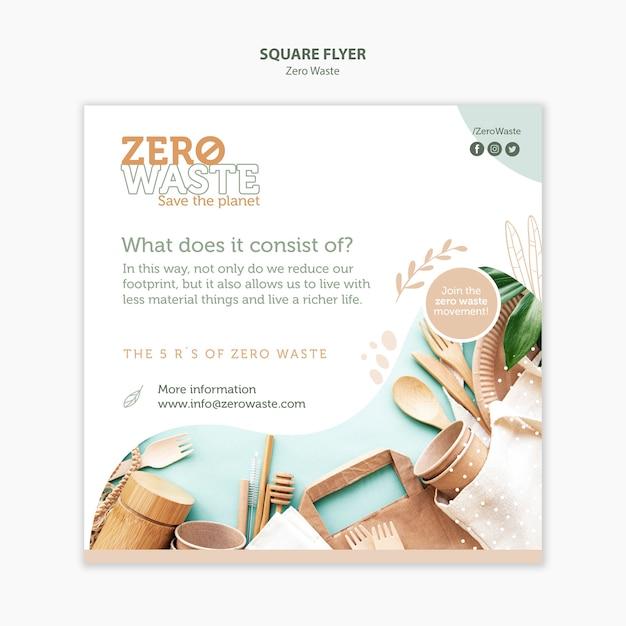 SQUARE FLYER
Zero Waste
/ZeroWaste
ZERO
WASTE
Save the planet
What does it consist of?
In this way, not only do we reduce our
footprint, but it also allows us to live with
less material things and live a richer life.
Join the
zero waste
movement!
THE 5 R´S OF ZERO WASTE
More information
www.info@zerowaste.com